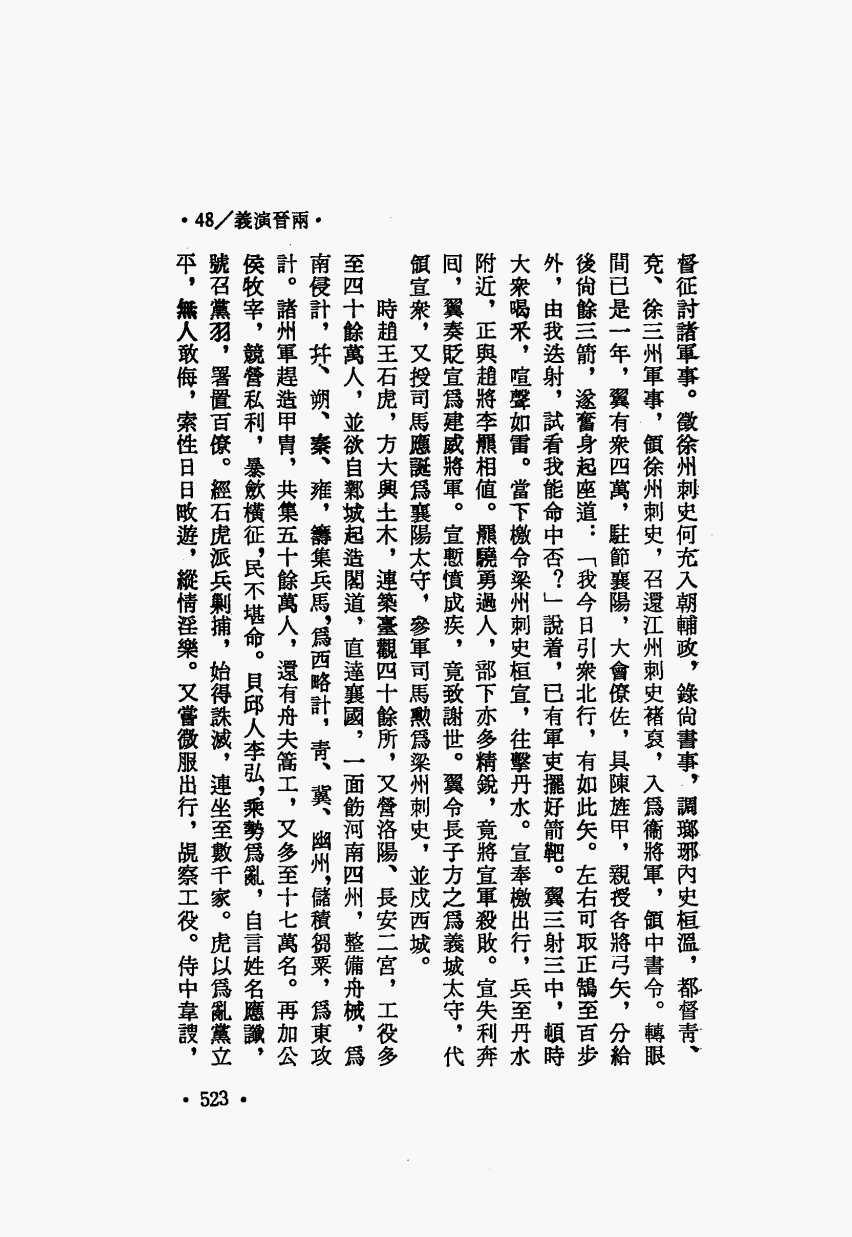 •48／義演晉兩•
督征討諸軍事。徵徐州刺史何充入朝輔政，錄尚書事，調瑯琊內史桓溫，都督青、
兗、徐三州軍事，領徐州刺史，召還江州刺史褚裒，入爲衞將軍，領中書令。轉眼
間已是一年，翼有衆四萬，駐節襄陽，大會僚佐，具陳旌甲，親授各將弓矢，分給
後尙餘三箭，遂奮身起座道：「我今日引衆北行，有如此矢。左右可取正鵠至百步
外，由我迭射，試看我能命中否？」說着，已有軍吏擺好箭靶。翼三射三中，頓時
大衆喝釆，喧聲如雷。當下檄令梁州刺史桓宣，往擊丹水。宣奉檄出行，兵至丹水
附近，正與趙將李羆相值。羆驍勇過人，部下亦多精銳，竟將宣軍殺敗。宣失利奔
回，翼奏貶宣爲建威將軍。宣慙憤成疾，竟致謝世。翼令長子方之爲義城太守，代
領宣衆，又授司馬應誕爲襄陽太守，參軍司馬勳爲梁州刺史，並戍西城。
時趙王石虎，方大興土木，連築臺觀四十餘所，又營洛陽、長安二宮，工役多
至四十餘萬人，並欲自鄴城起造閣道，直達襄國，一面飭河南四州，整備舟械，爲
南侵計，幷、朔、秦、雍，籌集兵馬，爲西略計，靑、冀、幽州，儲積芻粟，爲東攻
計。諸州軍趕造甲冑，共集五十餘萬人，還有舟夫篙工，又多至十七萬名。再加公
侯牧宰，競營私利，暴斂橫征，民不堪命。貝邱人李弘，乘勢爲亂，自言姓名應讖，
號召黨羽，署置百僚。經石虎派兵剿捕，始得誅滅，連坐至數千家。虎以爲亂黨立
平，無人敢侮，索性日日畋遊，縱情淫樂。又嘗微服出行，覘察工役。侍中韋謏，
•523•